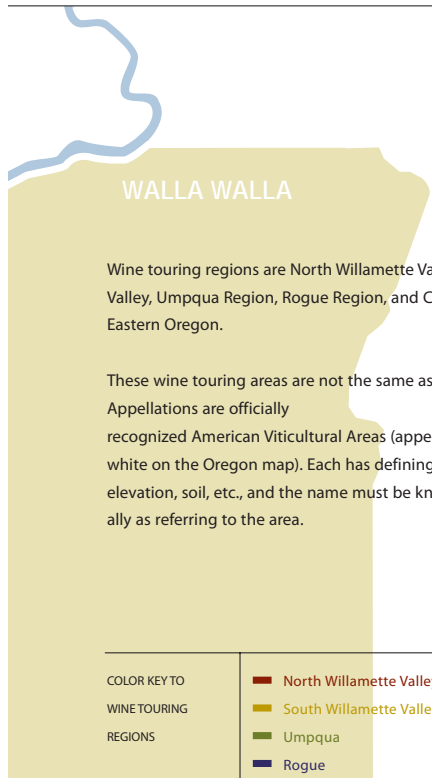 WALLA WALLA
Wine touring regions are North Willamette Va
Valley, Umpqua Region, Rogue Region, and C
Eastern Oregon.
These wine touring areas are not the same as
Appellations are officially
recognized American Viticultural Areas (appe
white on the Oregon map). Each has defining
elevation, soil, etc., and the name must be kn
ally as referring to the area.
COLOR KEY TO
WINE TOURING
REGIONS
North Willamette Valley
South Willamette Valle
Umpqua
Rogue